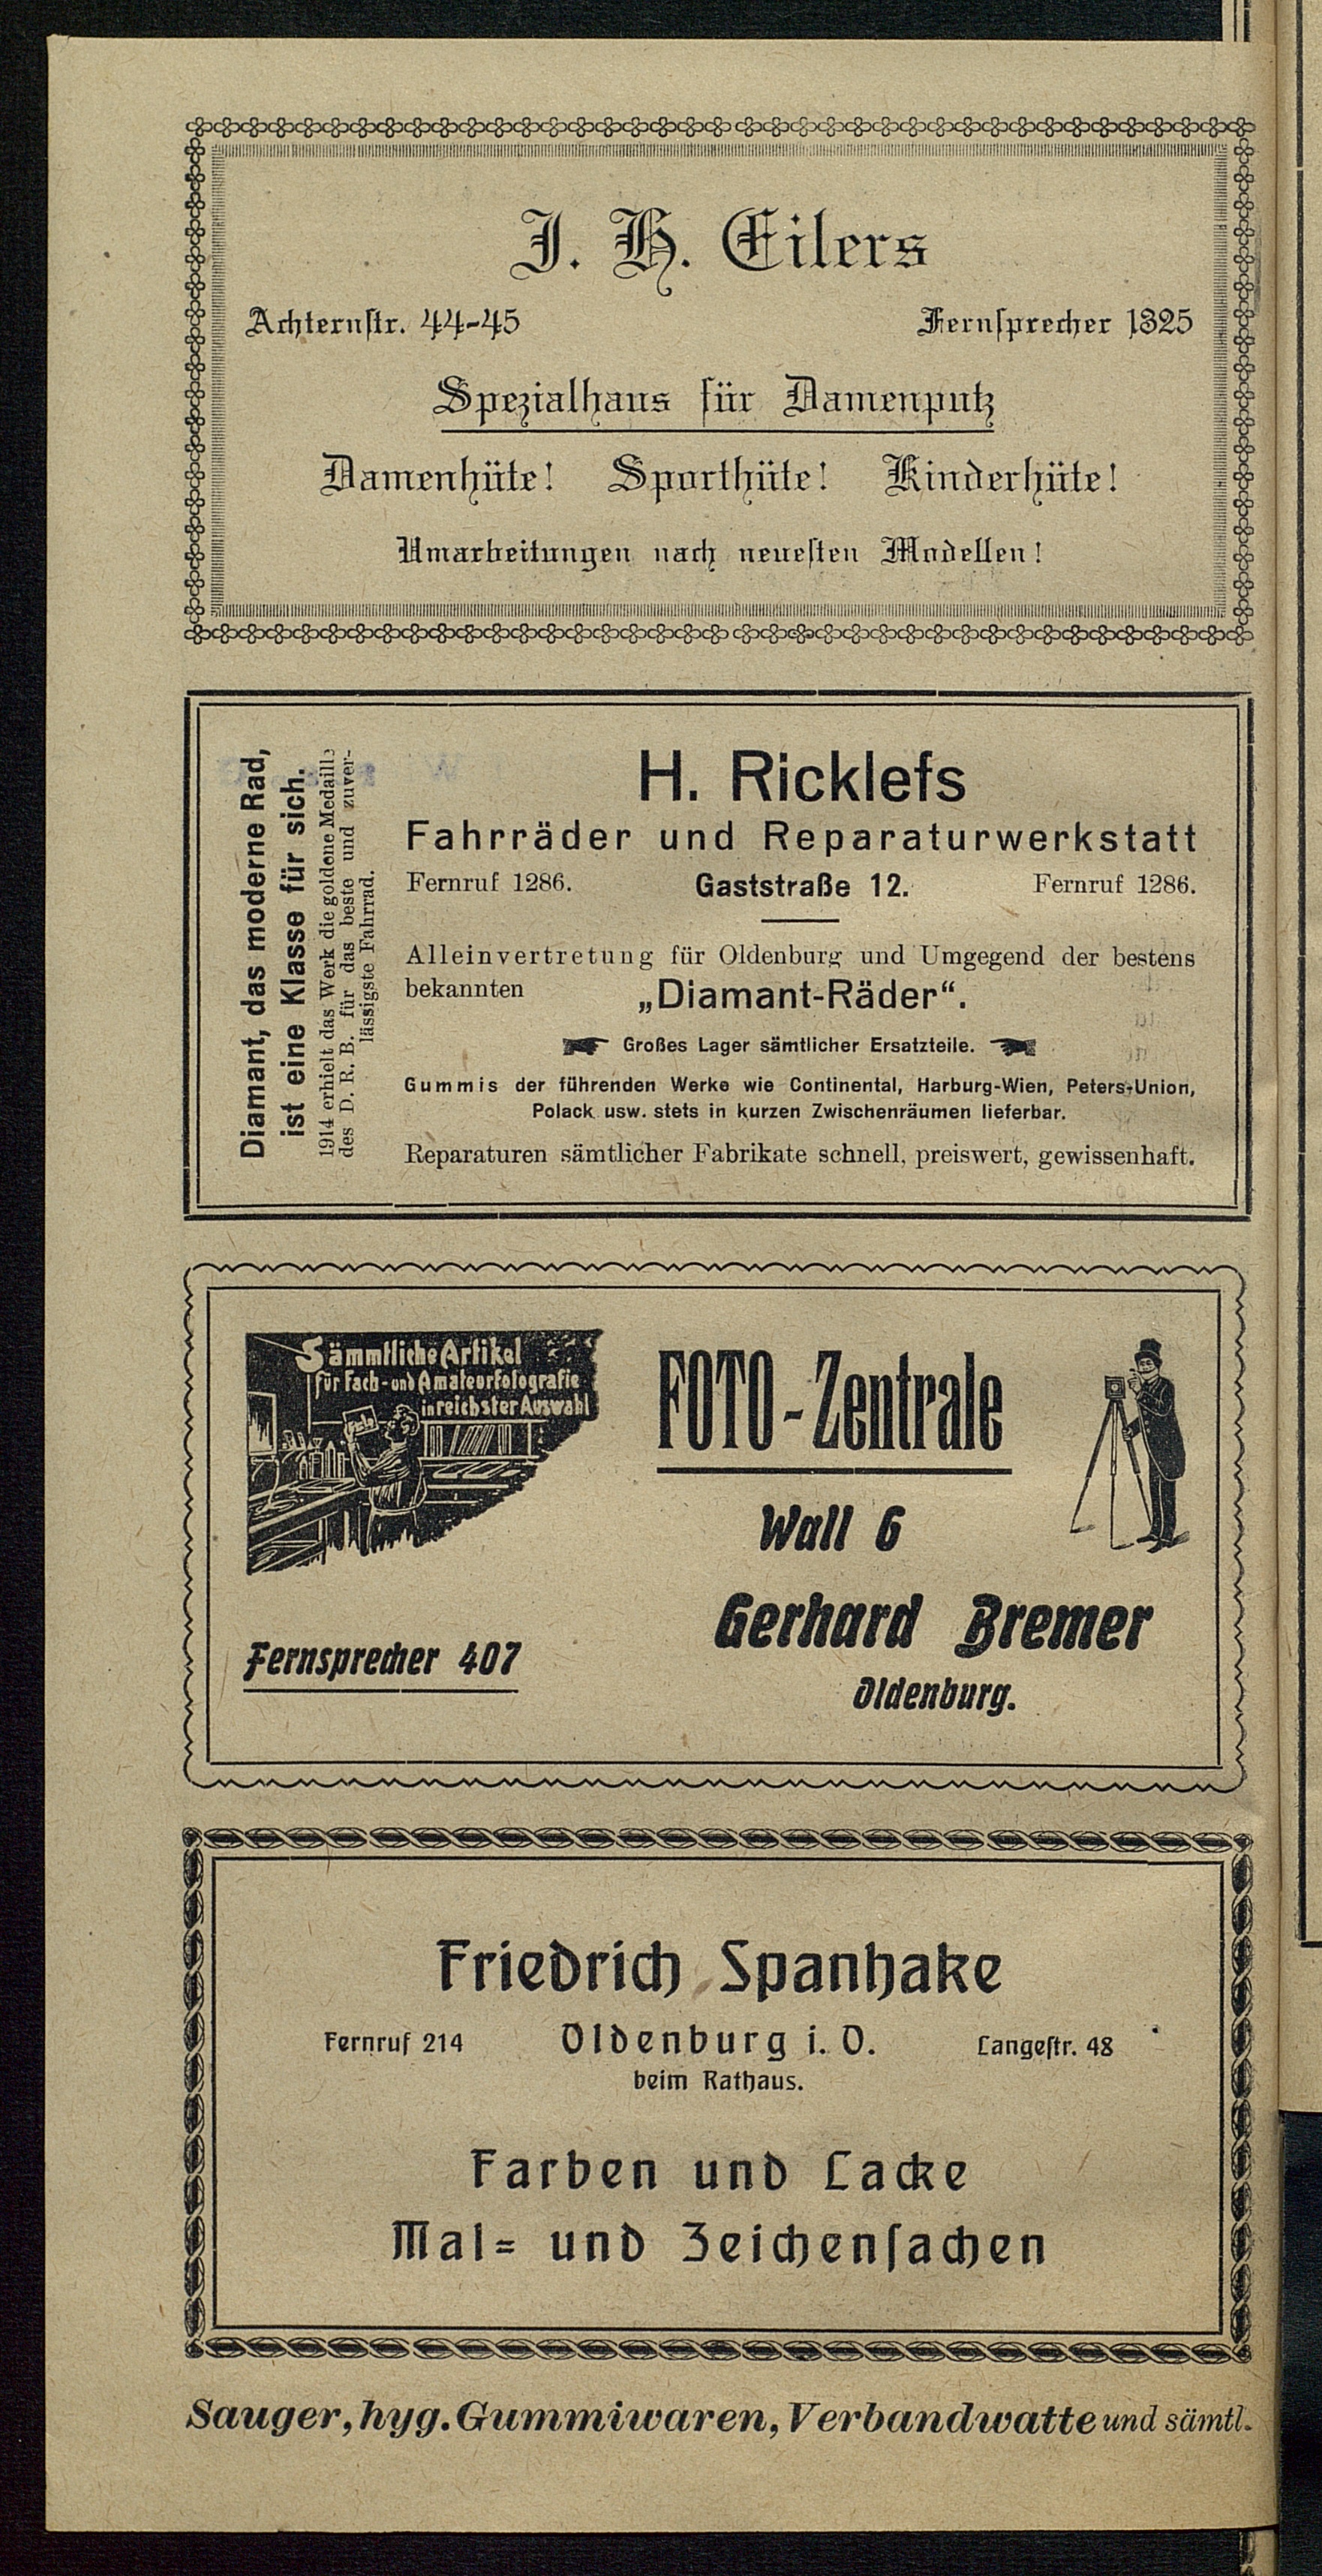 J. H. Eilers
Achternstr. 44-45 Fernsprecher 1325
Spezialhaus für Damenputz
Damenhüte! Sporthüte! Kinderhüte!
Umarbeitungen nach neuesten Modellen!
Diamant, das moderne Rad,
ist eine Klasse für sich.
1914 erhielt das Werk die goldene Medaille
des D. R. B. für das beste und zuver-
lässigste Fahrrad.
H. Ricklefs
Fahrräder und Reparaturwerkstatt
Fernruf 1286. Gaststraße 12. Fernruf 1286.
Alleinvertretung für Oldenburg und Umgegend der bestens
bekannten „Diamant-Räder“.
Großes Lager sämtlicher Ersatzteile.
Gummis der führenden Werke wie Continental, Harburg-Wien, Peters-Union,
Polack usw. stets in kurzen Zwischenräumen lieferbar.
Reparaturen sämtlicher Fabrikate schnell, preiswert, gewissenhaft.
Sämmtliche Artikel
für Fach- und Amateurfotografie
in reichster Auswahl
FOTO-Zentrale
Wall 6
Gerhard Bremer
Fernsprecher 407
Oldenburg.
Friedrich Spanhake
Fernruf 214 Oldenburg i. O. Langestr. 48
beim Rathaus.
Farben und Lacke
Mal= und Zeichensachen
Sauger, hyg. Gummiwaren, Verbandwatte und sämtl.